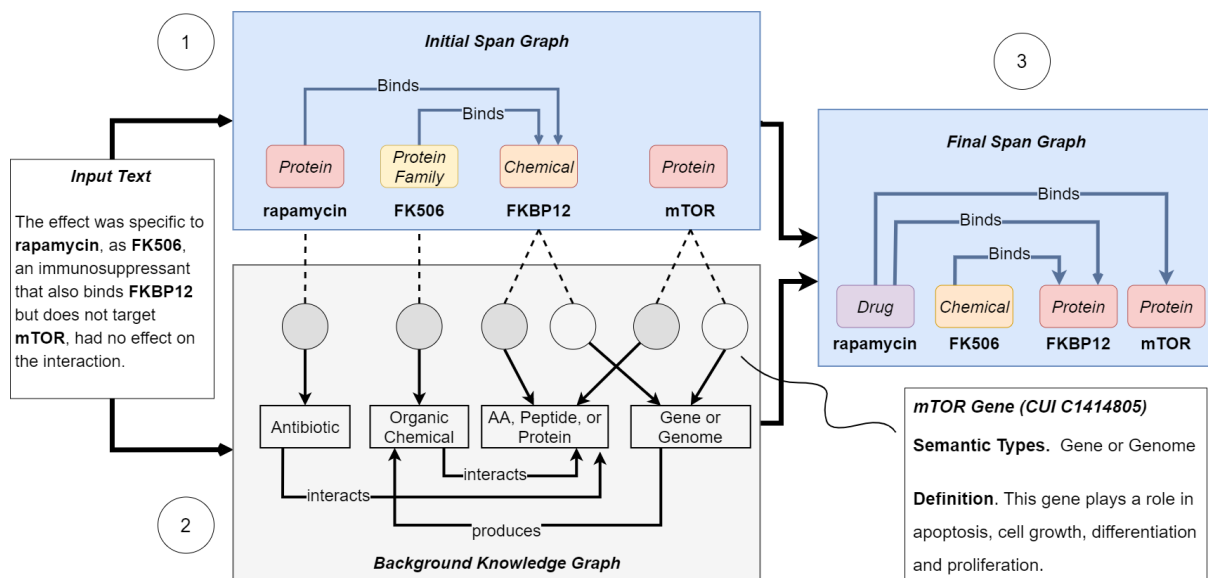 1
Initial Span Graph
Binds
Binds
Protein
Protein
Family
Chemical
Protein
rapamycin
FK506
FKBP12
mTOR
Input Text
The effect was specific to
rapamycin, as FK506,
an immunosuppressant
that also binds FKBP12
but does not target
mTOR, had no effect on
the interaction.
Antibiotic
Organic
Chemical
AA, Peptide, or
Protein
Gene or
Genome
interacts
interacts
produces
2
Background Knowledge Graph
3
Final Span Graph
Binds
Binds
Binds
Drug
Chemical
Protein
Protein
rapamycin
FK506
FKBP12
mTOR
mTOR Gene (CUI C1414805)
Semantic Types. Gene or Genome
Definition. This gene plays a role in
apoptosis, cell growth, differentiation
and proliferation.